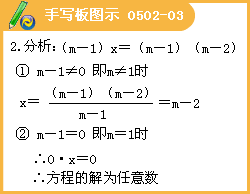 手写板图示 0502-03
2.分析：(m－1) x＝(m－1) (m－2)
① m－1≠0 即m≠1时
x＝ (m－1) (m－2) / m－1 ＝m－2
② m－1＝0 即m＝1时
∴0·x＝0
∴方程的解为任意数